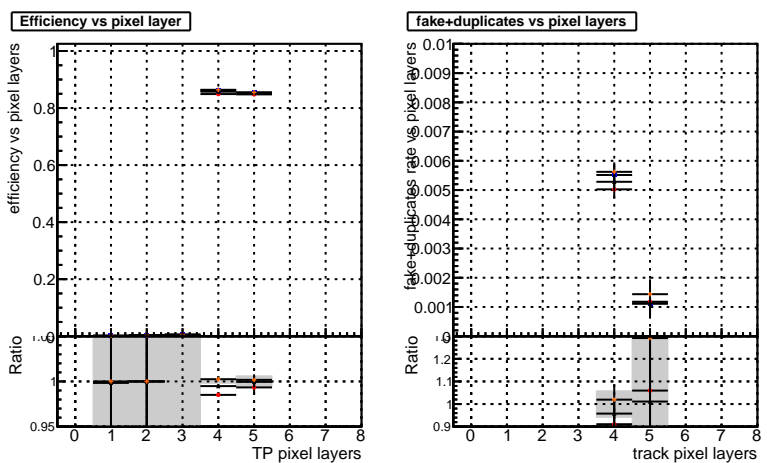 Efficiency vs pixel layer
efficiency vs pixel layers
1
0.8
0.6
0.4
0.2
0
Ratio
1
0.95
0 1 2 3 4 5 6 7 8
TP pixel layers
fake+duplicates vs pixel layers
fake+duplicates rate vs pixel layers
0.01
0.009
0.008
0.007
0.006
0.005
0.004
0.003
0.002
0.001
Ratio
1.2
1.1
1
0.9
0 1 2 3 4 5 6 7 8
track pixel layers